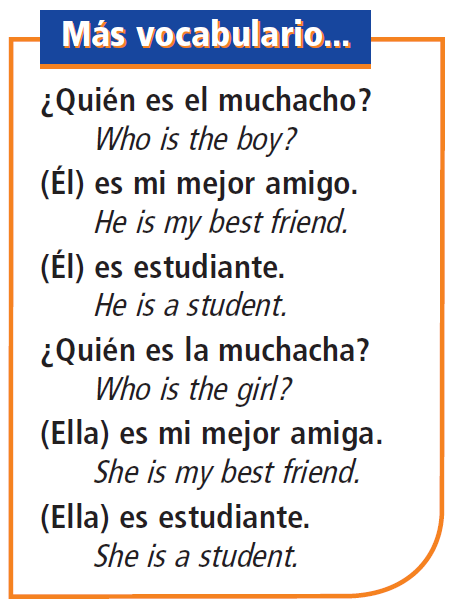 Más vocabulario...
¿Quién es el muchacho?
Who is the boy?
(Él) es mi mejor amigo.
He is my best friend.
(Él) es estudiante.
He is a student.
¿Quién es la muchacha?
Who is the girl?
(Ella) es mi mejor amiga.
She is my best friend.
(Ella) es estudiante.
She is a student.